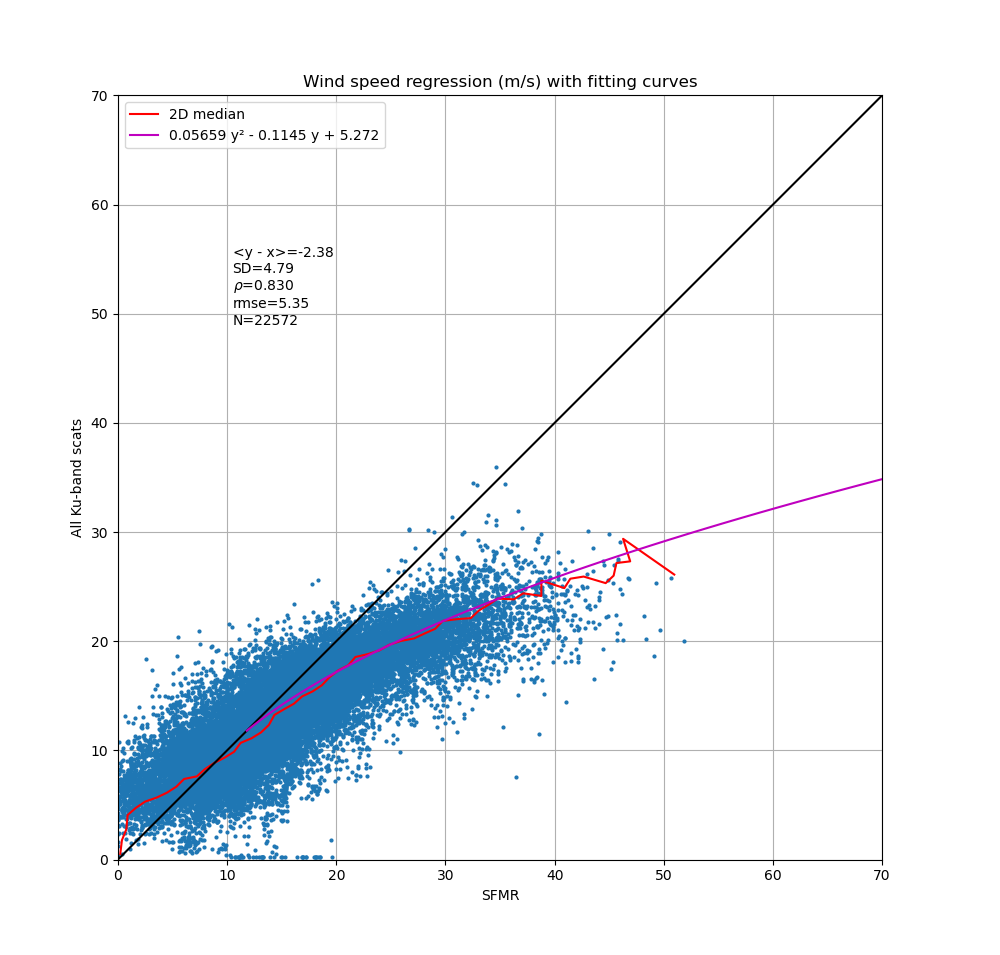 Wind speed regression (m/s) with fitting curves
2D median
0.05659 y² - 0.1145 y + 5.272
<y - x>=-2.38
SD=4.79
ρ=0.830
rmse=5.35
N=22572
All Ku-band scats
70
60
50
40
30
20
10
0
0 10 20 30 40 50 60 70
SFMR